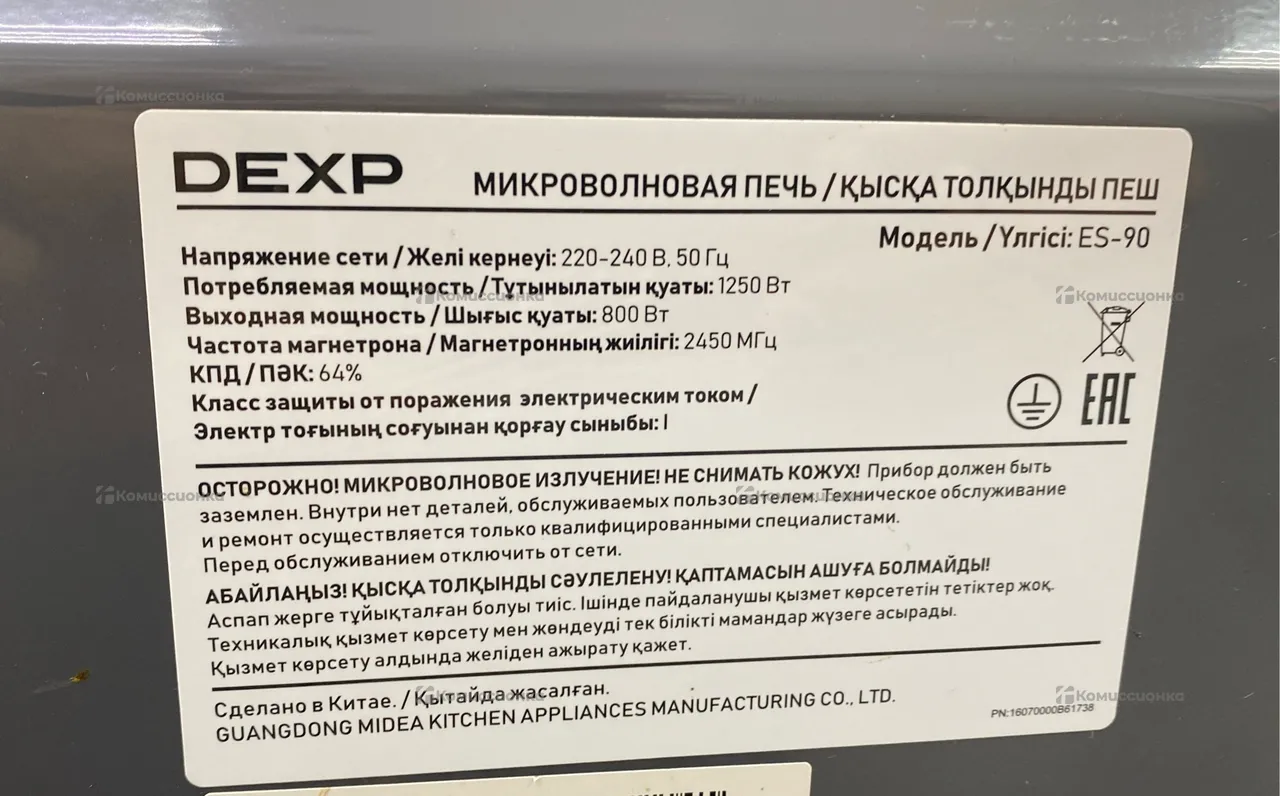 DEXP
МИКРОВОЛНОВАЯ ПЕЧЬ / ҚЫСҚА ТОЛҚЫНДЫ ПЕШ
Модель / Үлгісі: ES-90
Напряжение сети / Желі кернеуі: 220-240 В, 50 Гц
Потребляемая мощность / Тұтынылатын қуаты: 1250 Вт
Выходная мощность / Шығыс қуаты: 800 Вт
Частота магнетрона / Магнетронның жиілігі: 2450 МГц
КПД / ПӘК: 64%
Класс защиты от поражения электрическим током /
Электр тоғының соғуынан қорғау сыныбы: I
EAC
ОСТОРОЖНО! МИКРОВОЛНОВОЕ ИЗЛУЧЕНИЕ! НЕ СНИМАТЬ КОЖУХ! Прибор должен быть
заземлен. Внутри нет деталей, обслуживаемых пользователем. Техническое обслуживание
и ремонт осуществляется только квалифицированными специалистами.
Перед обслуживанием отключить от сети.
АБАЙЛАҢЫЗ! ҚЫСҚА ТОЛҚЫНДЫ СӘУЛЕЛЕНУ! ҚАПТАМАСЫН АШУҒА БОЛМАЙДЫ!
Аспап жерге тұйықталған болуы тиіс. Ішінде пайдаланушы қызмет көрсететін тетіктер жоқ.
Техникалық қызмет көрсету мен жөндеуді тек білікті мамандар жүзеге асырады.
Қызмет көрсету алдында желіден ажырату қажет.
Сделано в Китае. / Қытайда жасалған.
GUANGDONG MIDEA KITCHEN APPLIANCES MANUFACTURING CO., LTD.
PN:16070000B61738
Комиссионка
Комиссионка
Комиссионка
Комиссионка
Комиссионка
Комиссионка
Комиссионка